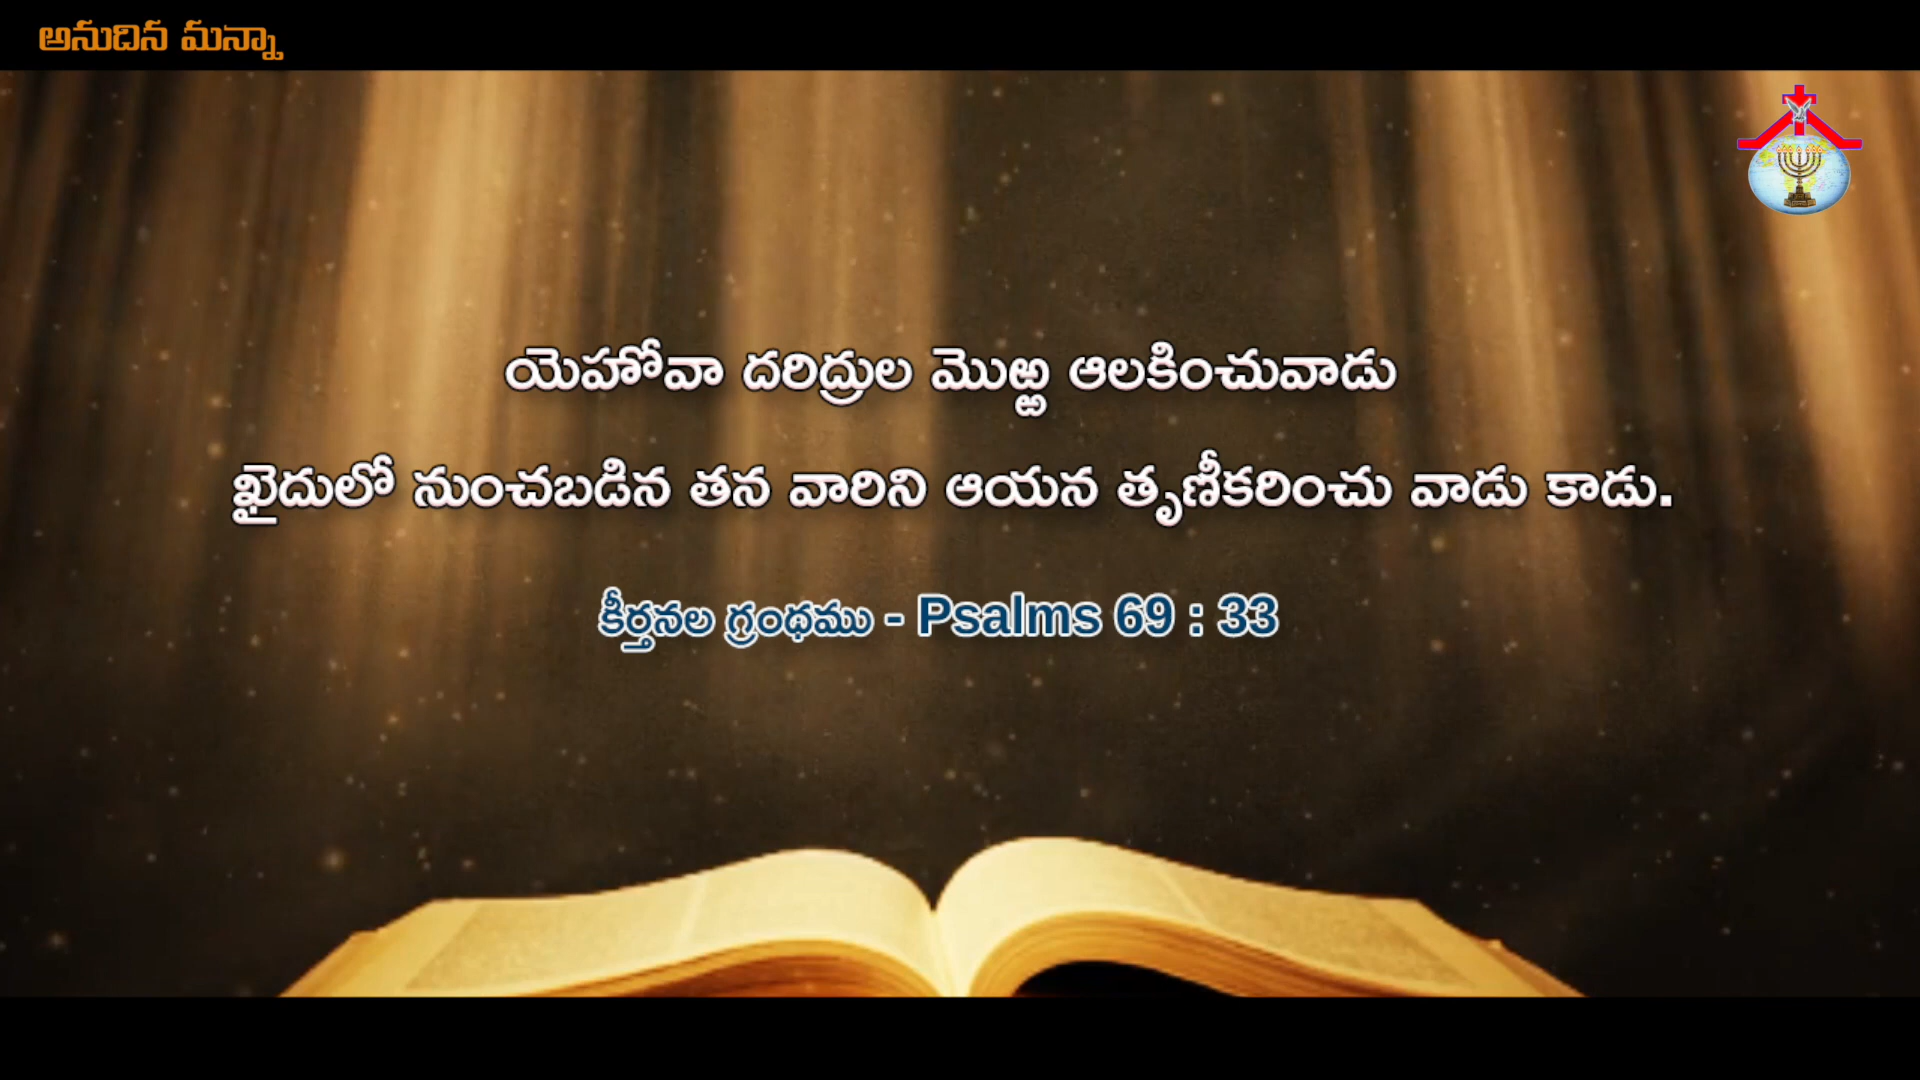 అనుదిన మన్నా
యెహోవా దరిద్రుల మొఱ్ఱ ఆలకించువాడు
ఖైదులో నుంచబడిన తన వారిని ఆయన తృణీకరించు వాడు కాడు.
కీర్తనల గ్రంథము - Psalms 69 : 33